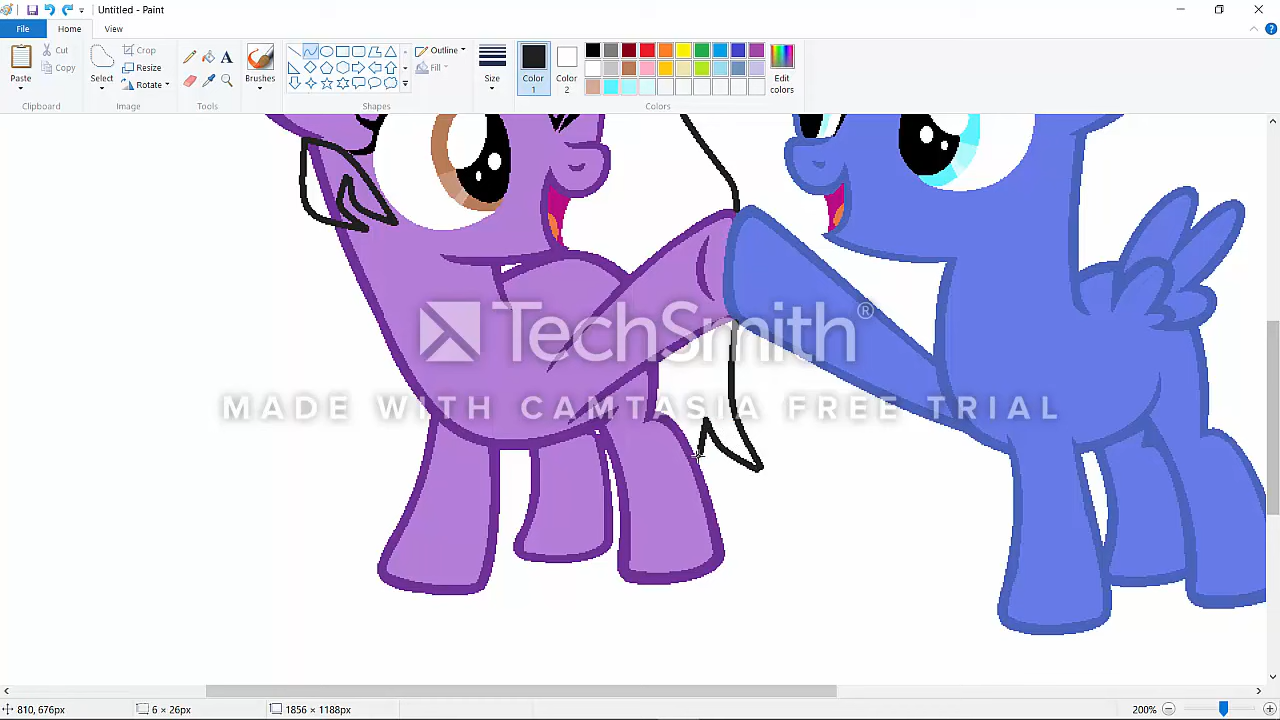 Untitled - Paint
File Home View
Paste
Cut
Copy
Clipboard
Select
Crop
Resize
Rotate
Image
A
Tools
Brushes
Outline
Fill
Shapes
Size
Color 1
Color 2
Edit colors
Colors
TechSmith®
MADE WITH CAMTASIA FREE TRIAL
810, 676px 6 × 26px 1856 × 1188px 200%